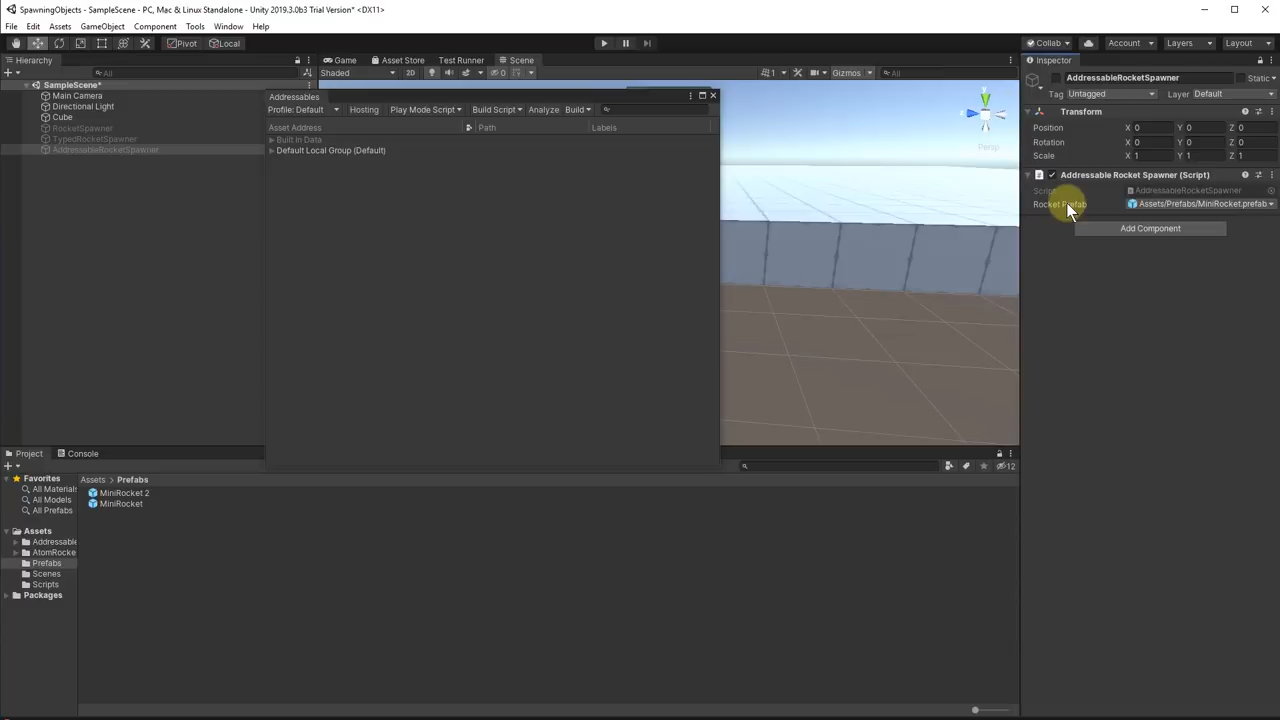 SpawningObjects - SampleScene - PC, Mac & Linux Standalone - Unity 2019.3.0b3 Trial Version* <DX11>
File Edit Assets GameObject Component Tools Window Help
Pivot Local Collab Account Layers Layout
Hierarchy
All
SampleScene*
Main Camera
Directional Light
Cube
RocketSpawner
TypedRocketSpawner
AddressableRocketSpawner
Game Asset Store Test Runner Scene
Shaded 2D 0 1 Gizmos All
Persp
Addressables
Profile: Default Hosting Play Mode Script Build Script Analyze Build
Asset Address Path Labels
Built In Data
Default Local Group (Default)
Inspector
AddressableRocketSpawner Static
Tag Untagged Layer Default
Transform
Position X 0 Y 0 Z 0
Rotation X 0 Y 0 Z 0
Scale X 1 Y 1 Z 1
Addressable Rocket Spawner (Script)
Script AddressableRocketSpawner
Rocket Prefab Assets/Prefabs/MiniRocket.prefab
Add Component
Project Console
12
Favorites
All Materials
All Models
All Prefabs
Assets
Addressable
AtomRocke
Prefabs
Scenes
Scripts
Packages
Assets > Prefabs
MiniRocket 2
MiniRocket
y
z